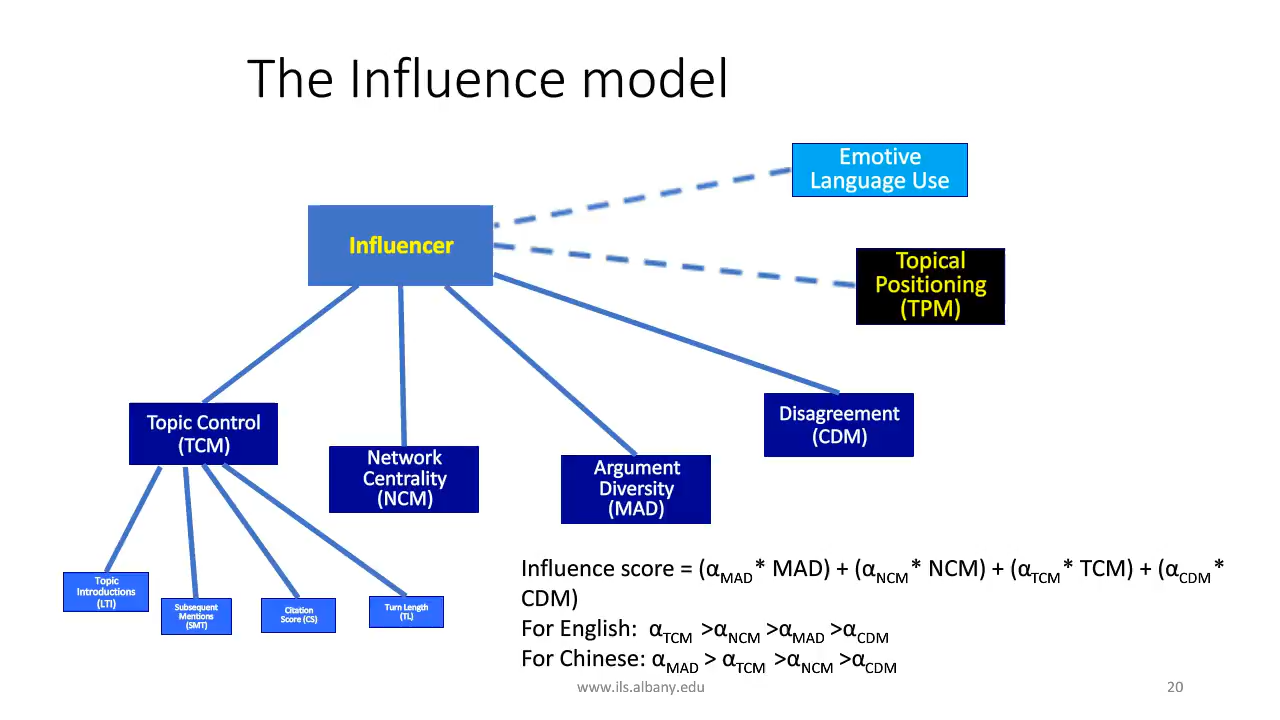 The Influence model
Emotive
Language Use
Influencer
Topical
Positioning
(TPM)
Topic Control
(TCM)
Network
Centrality
(NCM)
Argument
Diversity
(MAD)
Disagreement
(CDM)
Topic
Introductions
(LTI)
Subsequent
Mentions
(SMT)
Citation
Score (CS)
Turn Length
(TL)
Influence score = (αMAD* MAD) + (αNCM* NCM) + (αTCM* TCM) + (αCDM*
CDM)
For English: αTCM >αNCM >αMAD >αCDM
For Chinese: αMAD > αTCM >αNCM >αCDM
www.ils.albany.edu
20